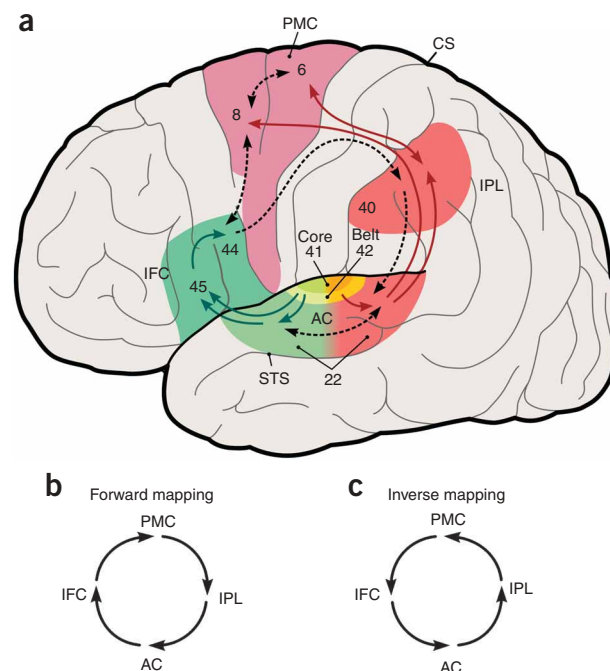 a
PMC
CS
6
8
IPL
40
Core
41
Belt
42
44
IFC
45
AC
STS
22
b
Forward mapping
PMC
IFC
IPL
AC
c
Inverse mapping
PMC
IFC
IPL
AC